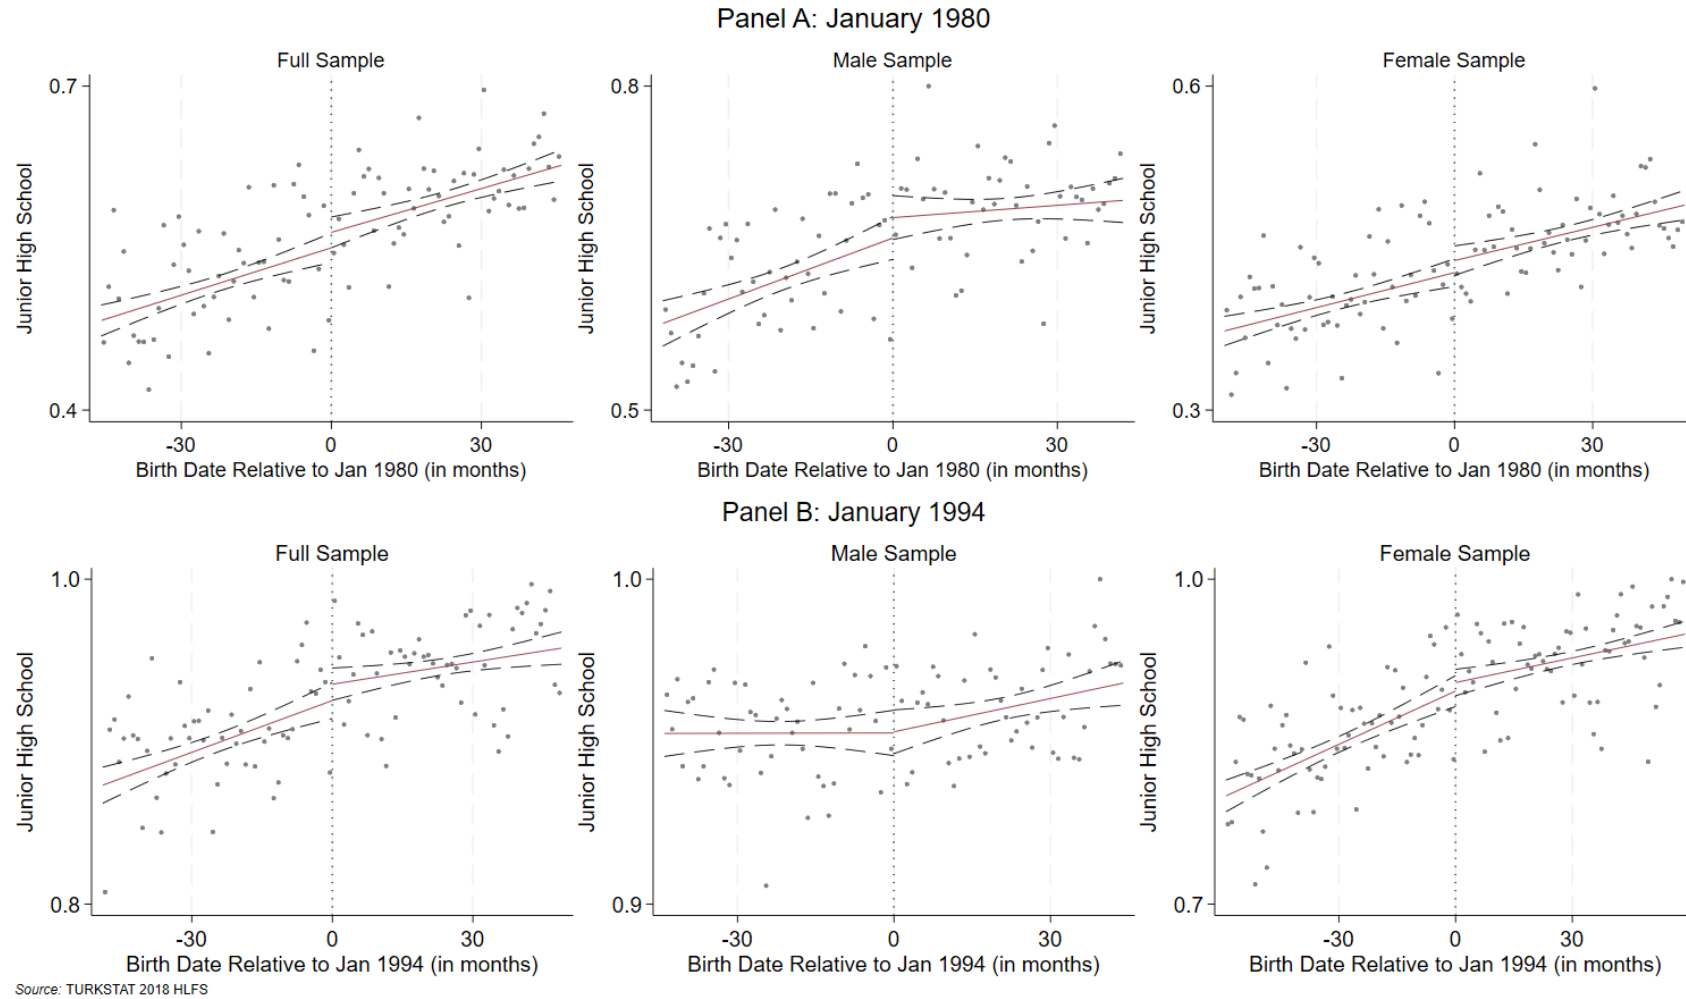 Panel A: January 1980
Full Sample
Male Sample
Female Sample
Junior High School
0.7
0.4
-30
0
30
Birth Date Relative to Jan 1980 (in months)
Junior High School
0.8
0.5
-30
0
30
Birth Date Relative to Jan 1980 (in months)
Junior High School
0.6
0.3
-30
0
30
Birth Date Relative to Jan 1980 (in months)
Panel B: January 1994
Full Sample
Male Sample
Female Sample
Junior High School
1.0
0.8
-30
0
30
Birth Date Relative to Jan 1994 (in months)
Junior High School
1.0
0.9
-30
0
30
Birth Date Relative to Jan 1994 (in months)
Junior High School
1.0
0.7
-30
0
30
Birth Date Relative to Jan 1994 (in months)
Source: TURKSTAT 2018 HLFS